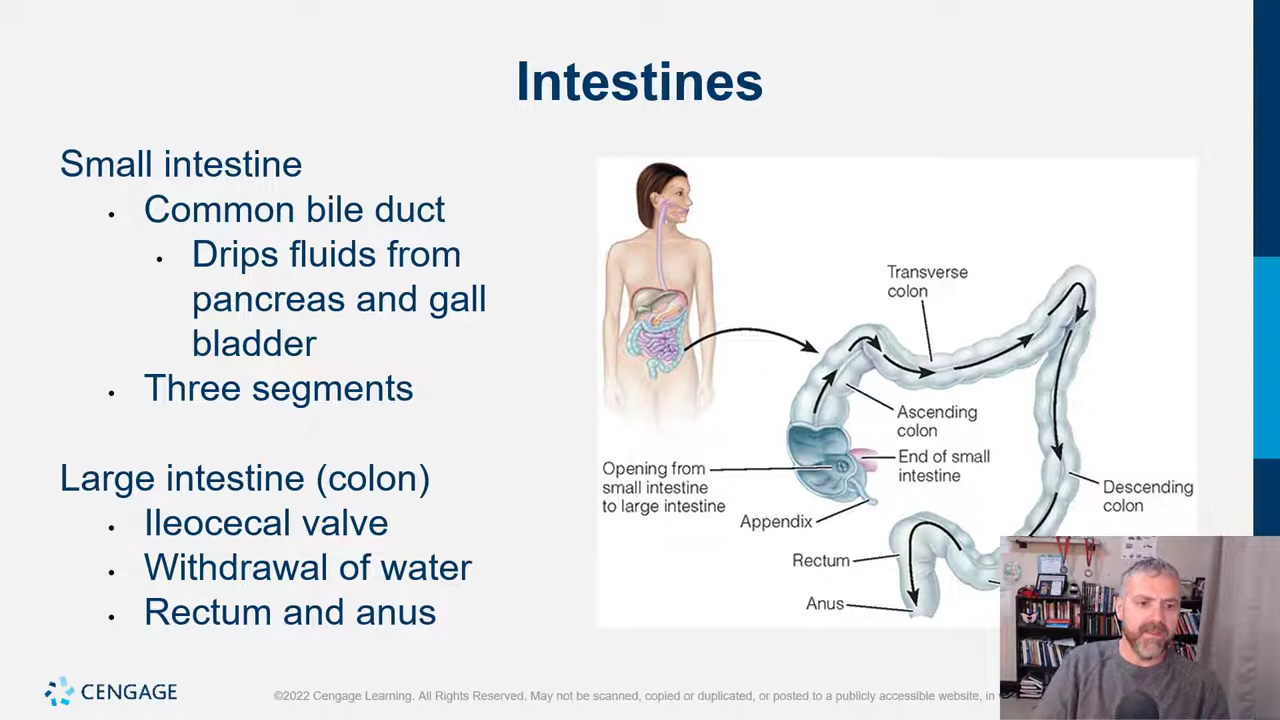 Intestines
Small intestine
• Common bile duct
• Drips fluids from
pancreas and gall
bladder
• Three segments
Large intestine (colon)
• Ileocecal valve
• Withdrawal of water
• Rectum and anus
Transverse
colon
Ascending
colon
End of small
intestine
Opening from
small intestine
to large intestine
Appendix
Descending
colon
Rectum
Anus
CENGAGE
©2022 Cengage Learning. All Rights Reserved. May not be scanned, copied or duplicated, or posted to a publicly accessible website, in